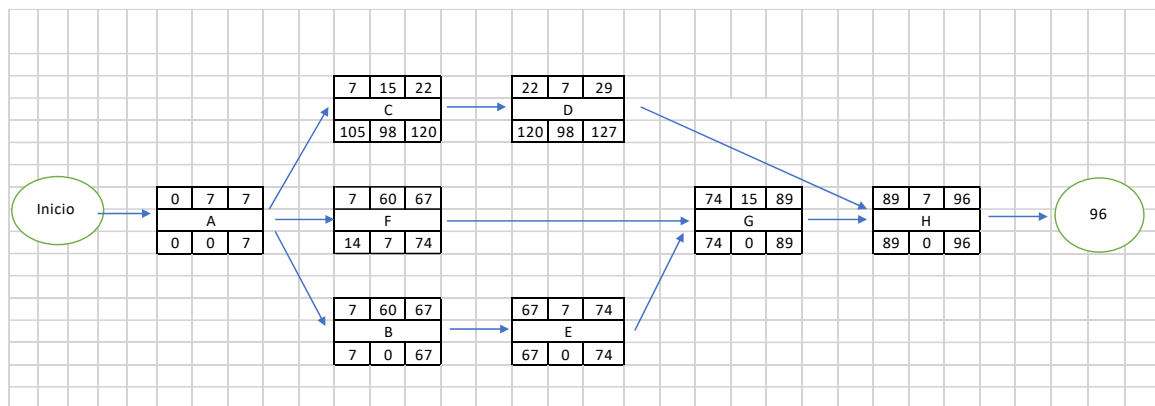 7 15 22
C
105 98 120
22 7 29
D
120 98 127
Inicio
0 7 7
A
0 0 7
7 60 67
F
14 7 74
74 15 89
G
74 0 89
89 7 96
H
89 0 96
96
7 60 67
B
7 0 67
67 7 74
E
67 0 74